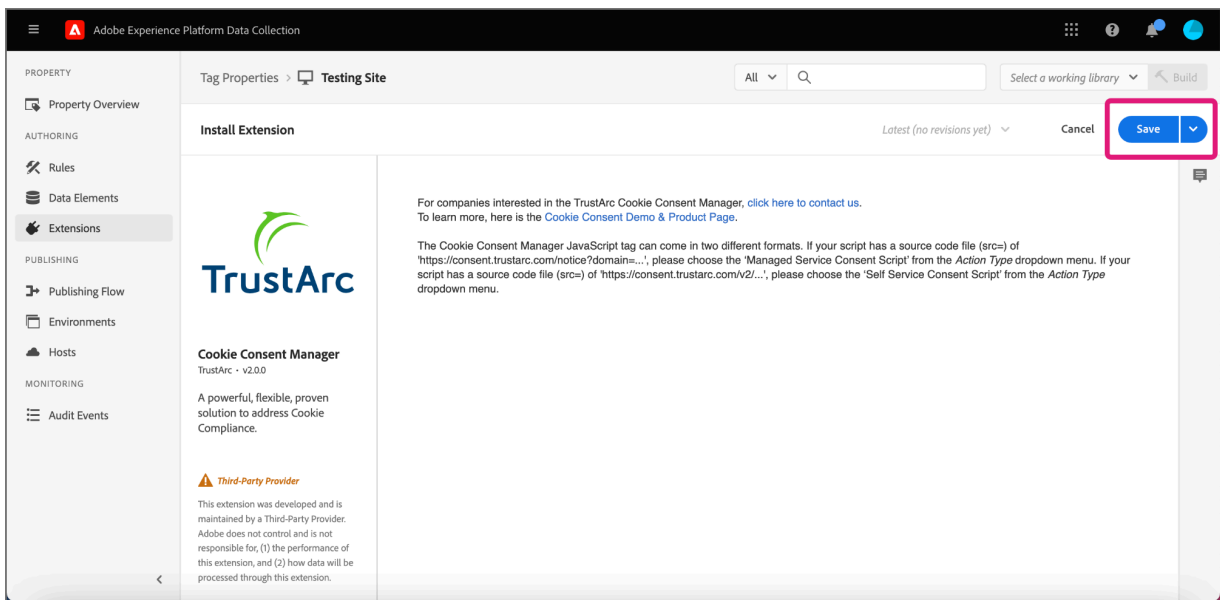 Adobe Experience Platform Data Collection
PROPERTY
Property Overview
AUTHORING
Rules
Data Elements
Extensions
PUBLISHING
Publishing Flow
Environments
Hosts
MONITORING
Audit Events
Tag Properties > Testing Site
All
Select a working library
Build
Install Extension
Latest (no revisions yet)
Cancel
Save
TrustArc
Cookie Consent Manager
TrustArc • v2.0.0
A powerful, flexible, proven
solution to address Cookie
Compliance.
Third-Party Provider
This extension was developed and is
maintained by a Third-Party Provider.
Adobe does not control and is not
responsible for, (1) the performance of
this extension, and (2) how data will be
processed through this extension.
For companies interested in the TrustArc Cookie Consent Manager, click here to contact us.
To learn more, here is the Cookie Consent Demo & Product Page.
The Cookie Consent Manager JavaScript tag can come in two different formats. If your script has a source code file (src=) of
'https://consent.trustarc.com/notice?domain=...', please choose the 'Managed Service Consent Script' from the Action Type dropdown menu. If your
script has a source code file (src=) of 'https://consent.trustarc.com/v2/...', please choose the 'Self Service Consent Script' from the Action Type
dropdown menu.